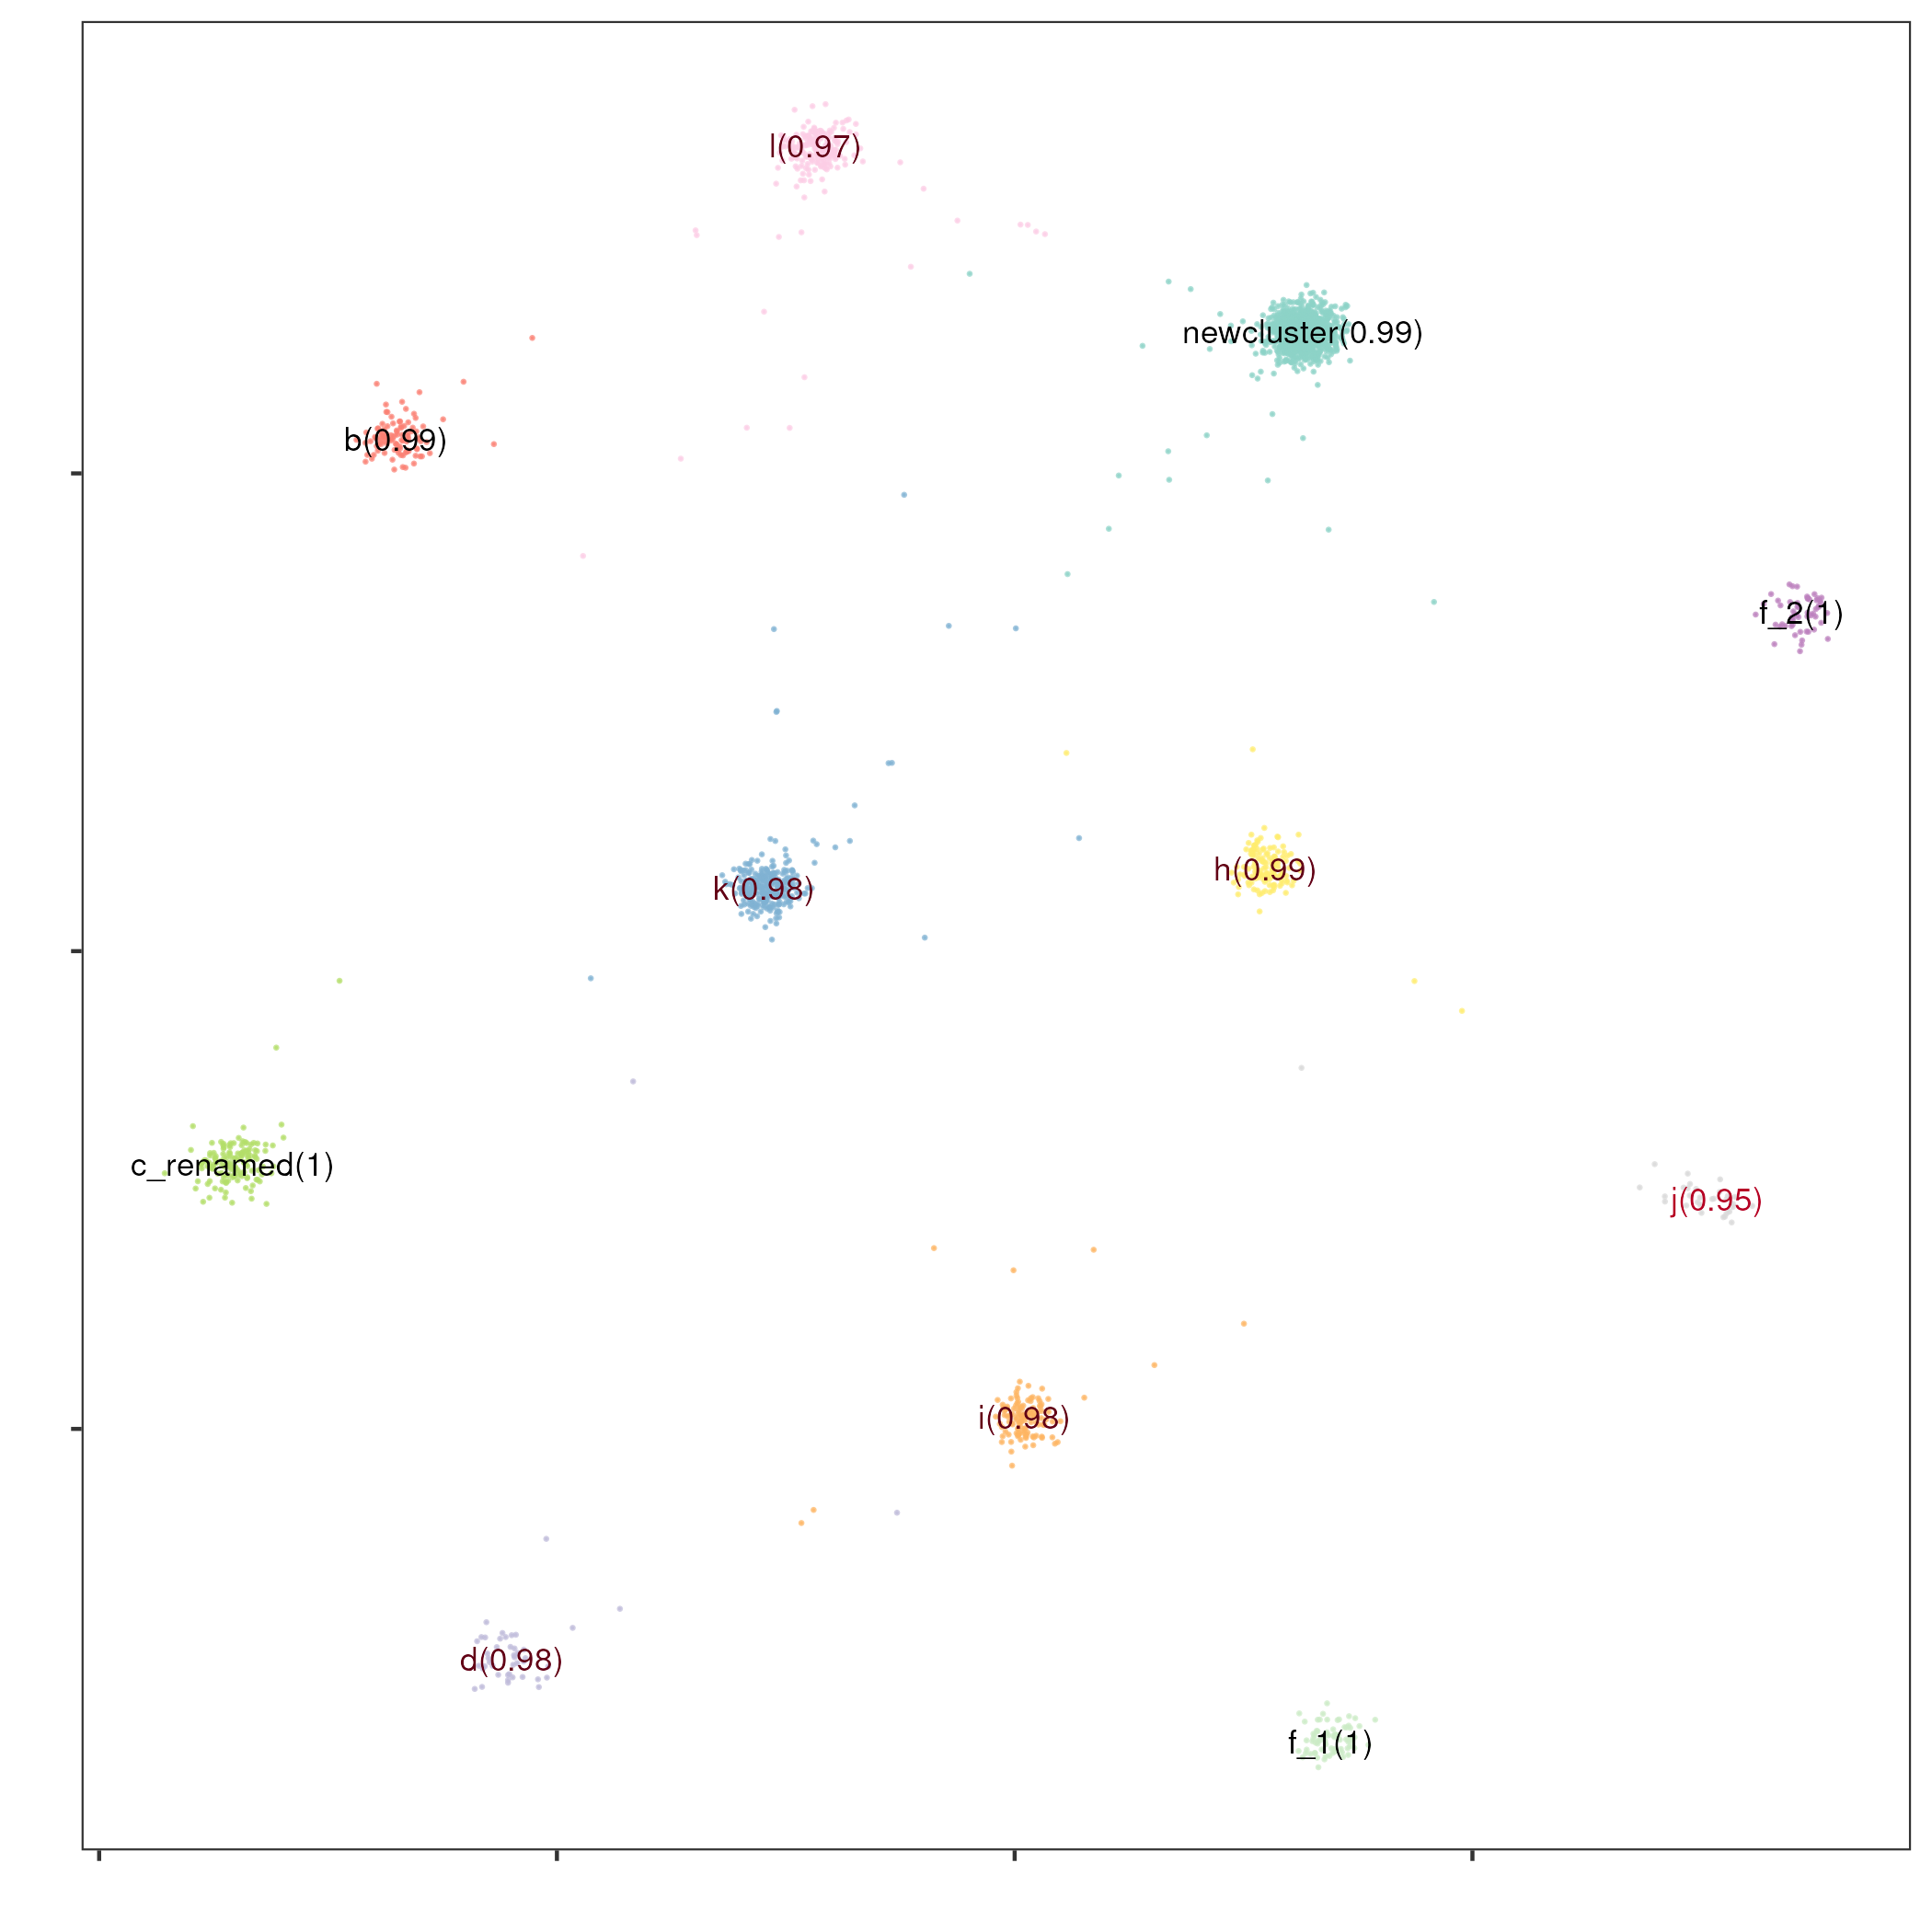 l(0.97)
newcluster(0.99)
b(0.99)
f_2(1)
h(0.99)
k(0.98)
c_renamed(1)
j(0.95)
i(0.98)
d(0.98)
f_1(1)